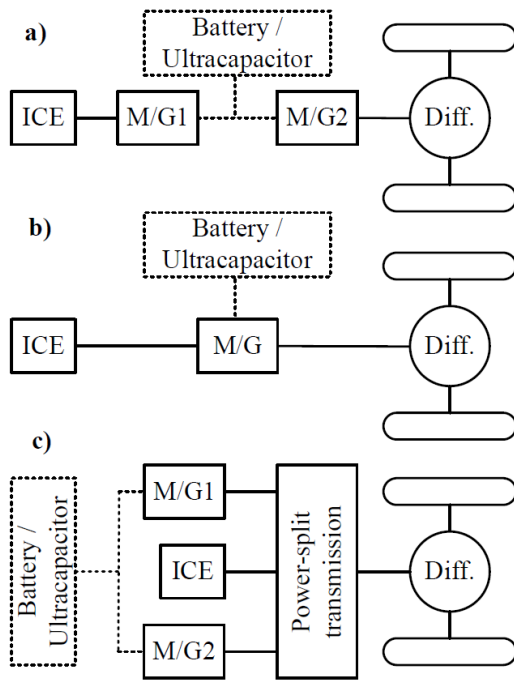 a)
Battery /
Ultracapacitor
ICE
M/G1
M/G2
Diff.
b)
Battery /
Ultracapacitor
ICE
M/G
Diff.
c)
Battery /
Ultracapacitor
M/G1
ICE
M/G2
Power-split
transmission
Diff.